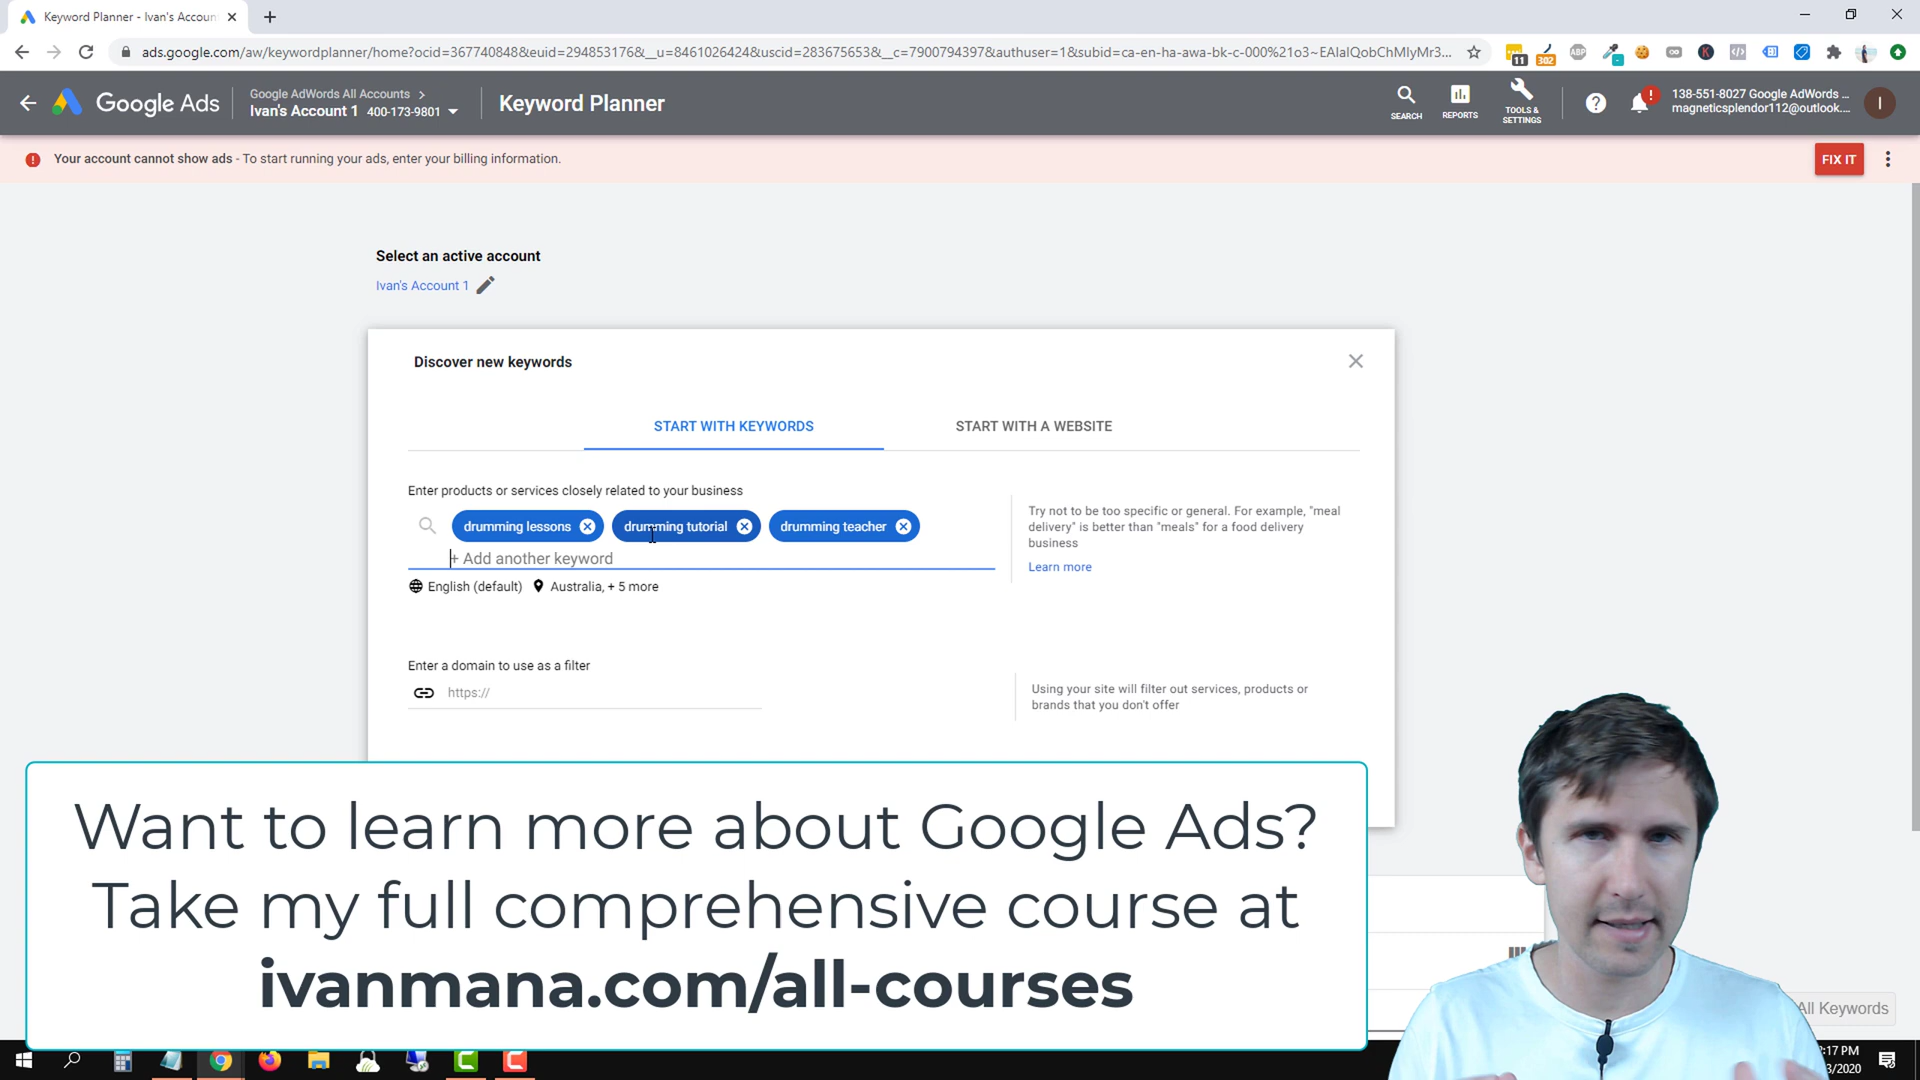 Keyword Planner - Ivan's Accoun
ads.google.com/aw/keywordplanner/home?ocid=367740848&euid=294853176&__u=8461026424&uscid=283675653&__c=7900794397&authuser=1&subid=ca-en-ha-awa-bk-c-000%21o3~EAIaIQobChMIyMr3...
11
302
ABP
Google Ads
Google AdWords All Accounts >
Ivan's Account 1 400-173-9801
Keyword Planner
SEARCH
REPORTS
TOOLS & SETTINGS
138-551-8027 Google AdWords ...
magneticsplendor112@outlook....
I
Your account cannot show ads - To start running your ads, enter your billing information.
FIX IT
Select an active account
Ivan's Account 1
Discover new keywords
START WITH KEYWORDS
START WITH A WEBSITE
Enter products or services closely related to your business
drumming lessons
drumming tutorial
drumming teacher
+ Add another keyword
English (default)
Australia, + 5 more
Try not to be too specific or general. For example, "meal
delivery" is better than "meals" for a food delivery
business
Learn more
Enter a domain to use as a filter
https://
Using your site will filter out services, products or
brands that you don't offer
Want to learn more about Google Ads?
Take my full comprehensive course at
ivanmana.com/all-courses
All Keywords
:17 PM
3/2020